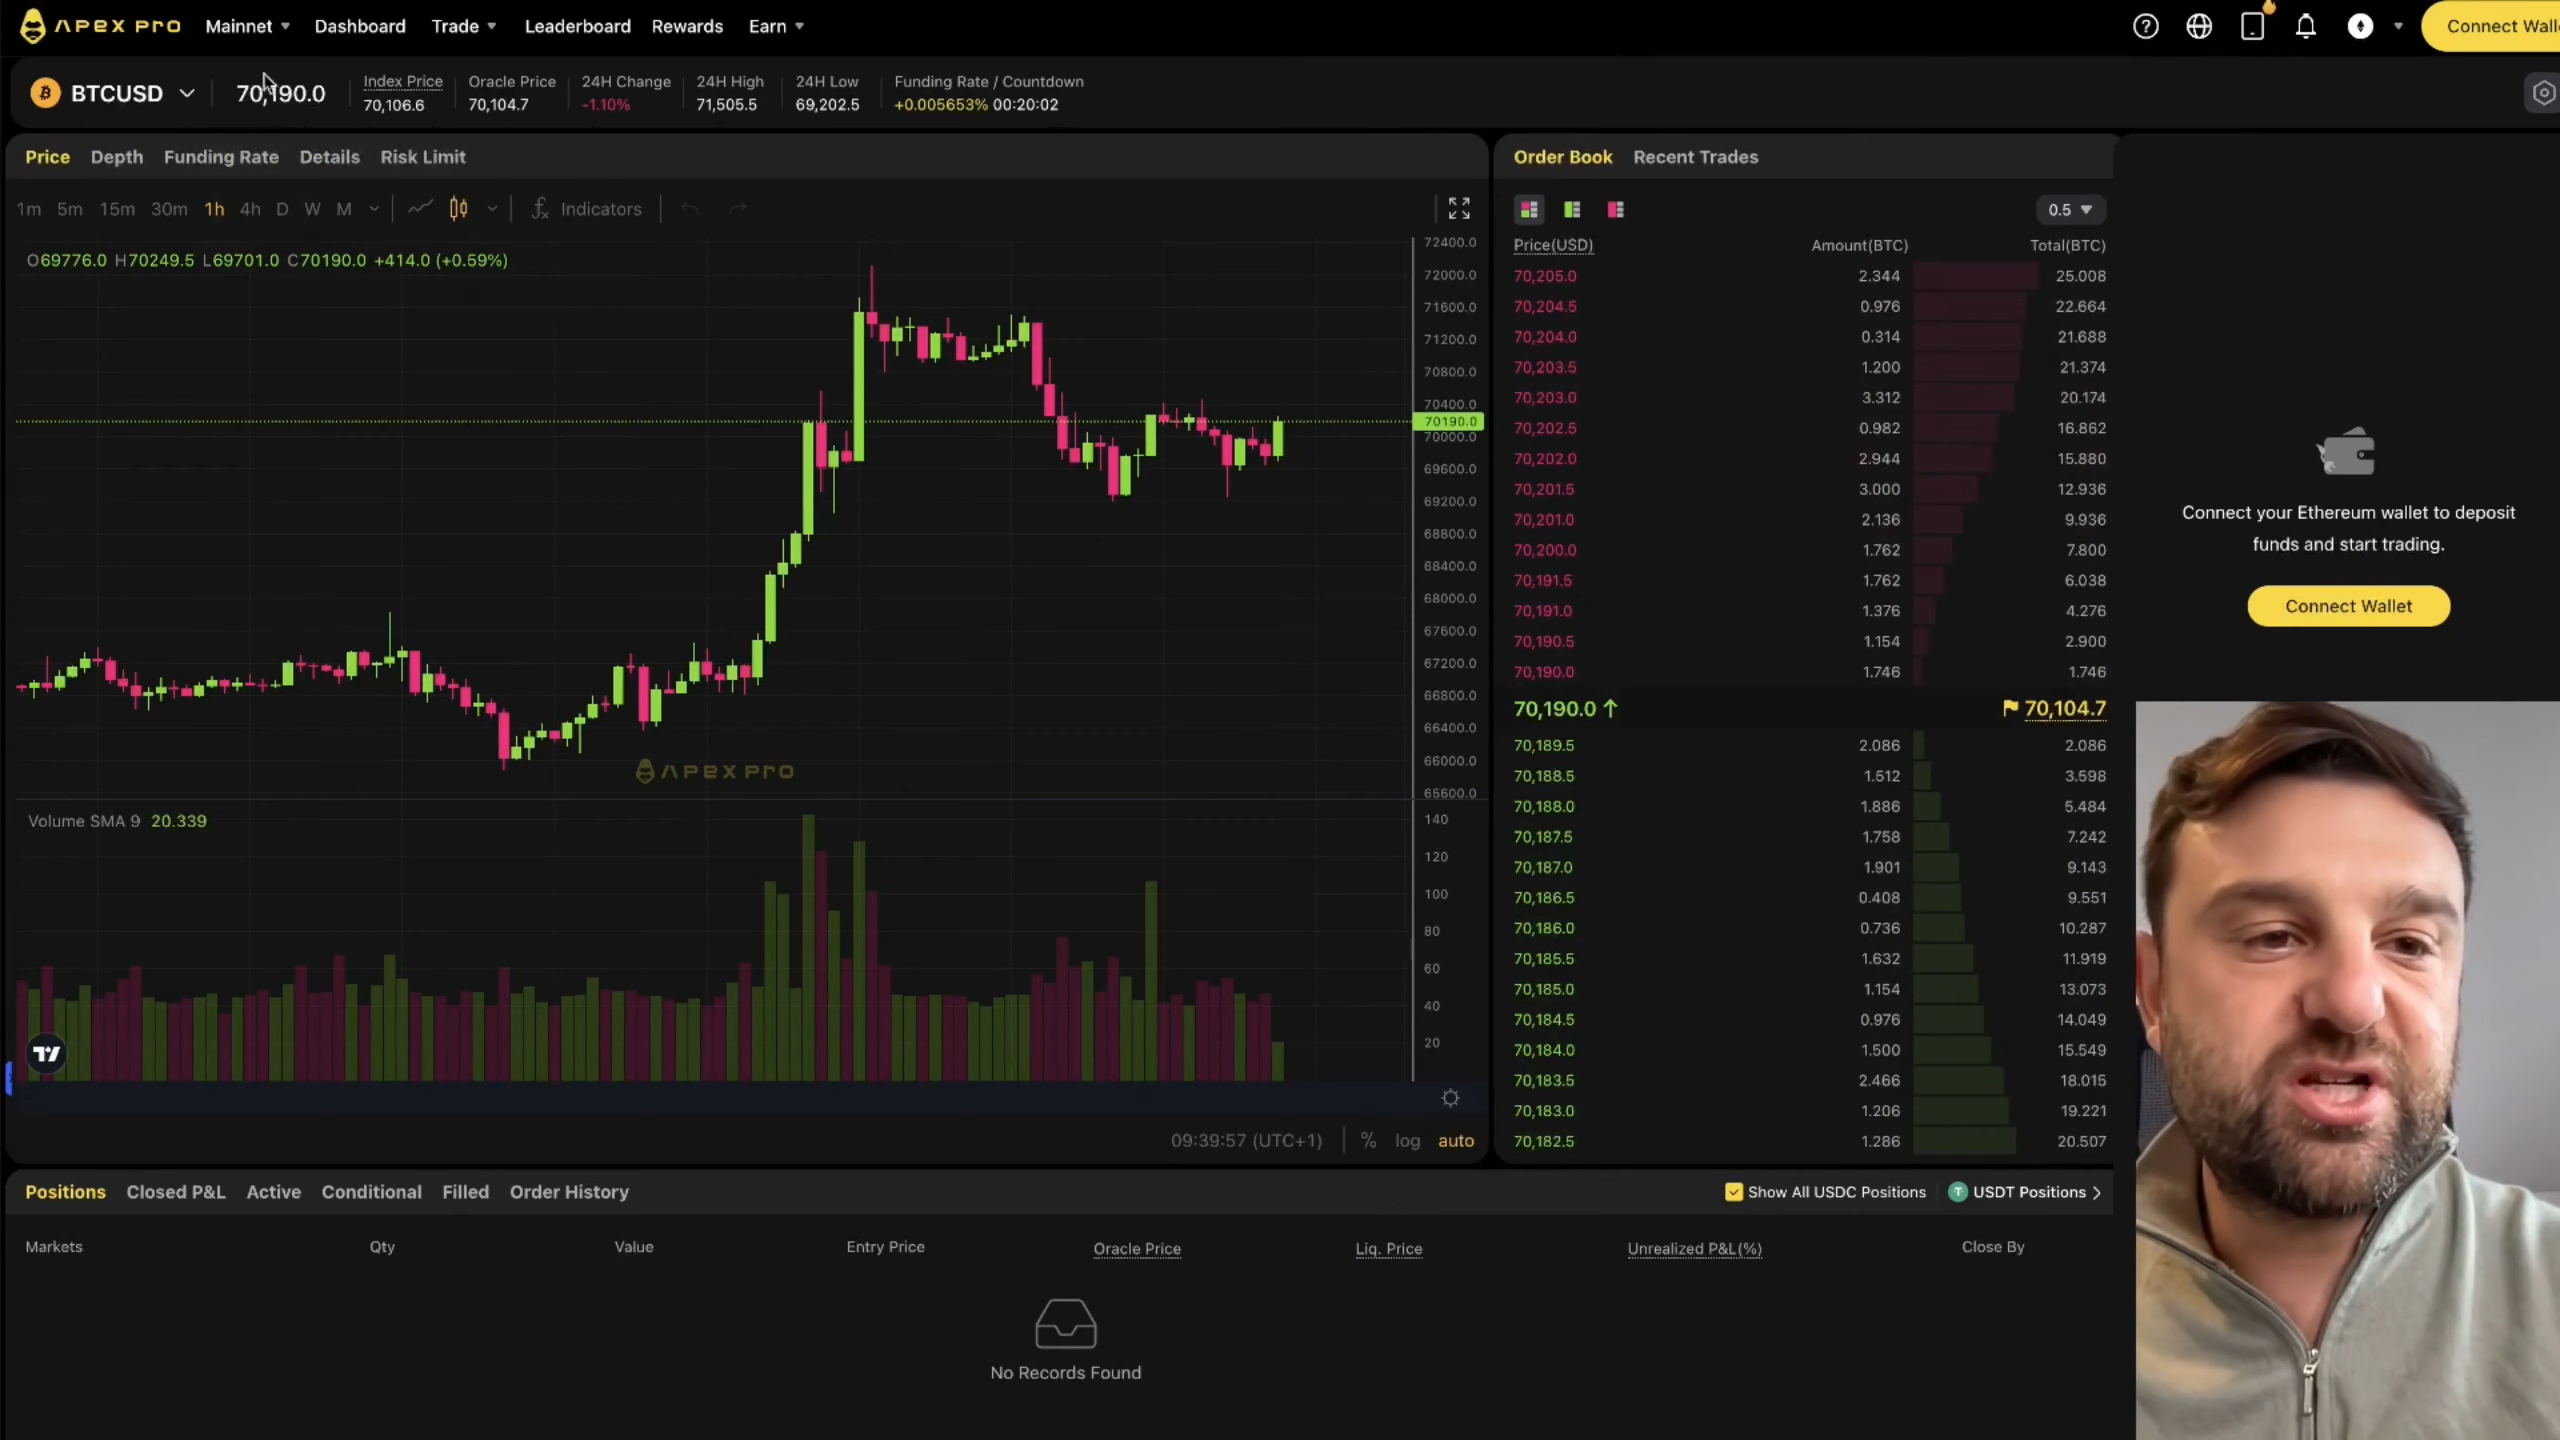 APEX PRO Mainnet Dashboard Trade Leaderboard Rewards Earn Connect Wall
BTCUSD 70,190.0
Index Price Oracle Price 24H Change 24H High 24H Low Funding Rate / Countdown
70,106.6 70,104.7 -1.10% 71,505.5 69,202.5 +0.005653% 00:20:02
Price Depth Funding Rate Details Risk Limit
1m 5m 15m 30m 1h 4h D W M Indicators
O69776.0 H70249.5 L69701.0 C70190.0 +414.0 (+0.59%)
72400.0
72000.0
71600.0
71200.0
70800.0
70400.0
70190.0
70000.0
69600.0
69200.0
68800.0
68400.0
68000.0
67600.0
67200.0
66800.0
66400.0
66000.0
65600.0
APEX PRO
Volume SMA 9 20.339
140
120
100
80
60
40
20
09:39:57 (UTC+1) % log auto
Order Book Recent Trades
0.5
Price(USD) Amount(BTC) Total(BTC)
70,205.0 2.344 25.008
70,204.5 0.976 22.664
70,204.0 0.314 21.688
70,203.5 1.200 21.374
70,203.0 3.312 20.174
70,202.5 0.982 16.862
70,202.0 2.944 15.880
70,201.5 3.000 12.936
70,201.0 2.136 9.936
70,200.0 1.762 7.800
70,191.5 1.762 6.038
70,191.0 1.376 4.276
70,190.5 1.154 2.900
70,190.0 1.746 1.746
70,190.0 ↑ 70,104.7
70,189.5 2.086 2.086
70,188.5 1.512 3.598
70,188.0 1.886 5.484
70,187.5 1.758 7.242
70,187.0 1.901 9.143
70,186.5 0.408 9.551
70,186.0 0.736 10.287
70,185.5 1.632 11.919
70,185.0 1.154 13.073
70,184.5 0.976 14.049
70,184.0 1.500 15.549
70,183.5 2.466 18.015
70,183.0 1.206 19.221
70,182.5 1.286 20.507
Connect your Ethereum wallet to deposit
funds and start trading.
Connect Wallet
Positions Closed P&L Active Conditional Filled Order History Show All USDC Positions USDT Positions
Markets Qty Value Entry Price Oracle Price Liq. Price Unrealized P&L(%) Close By
No Records Found